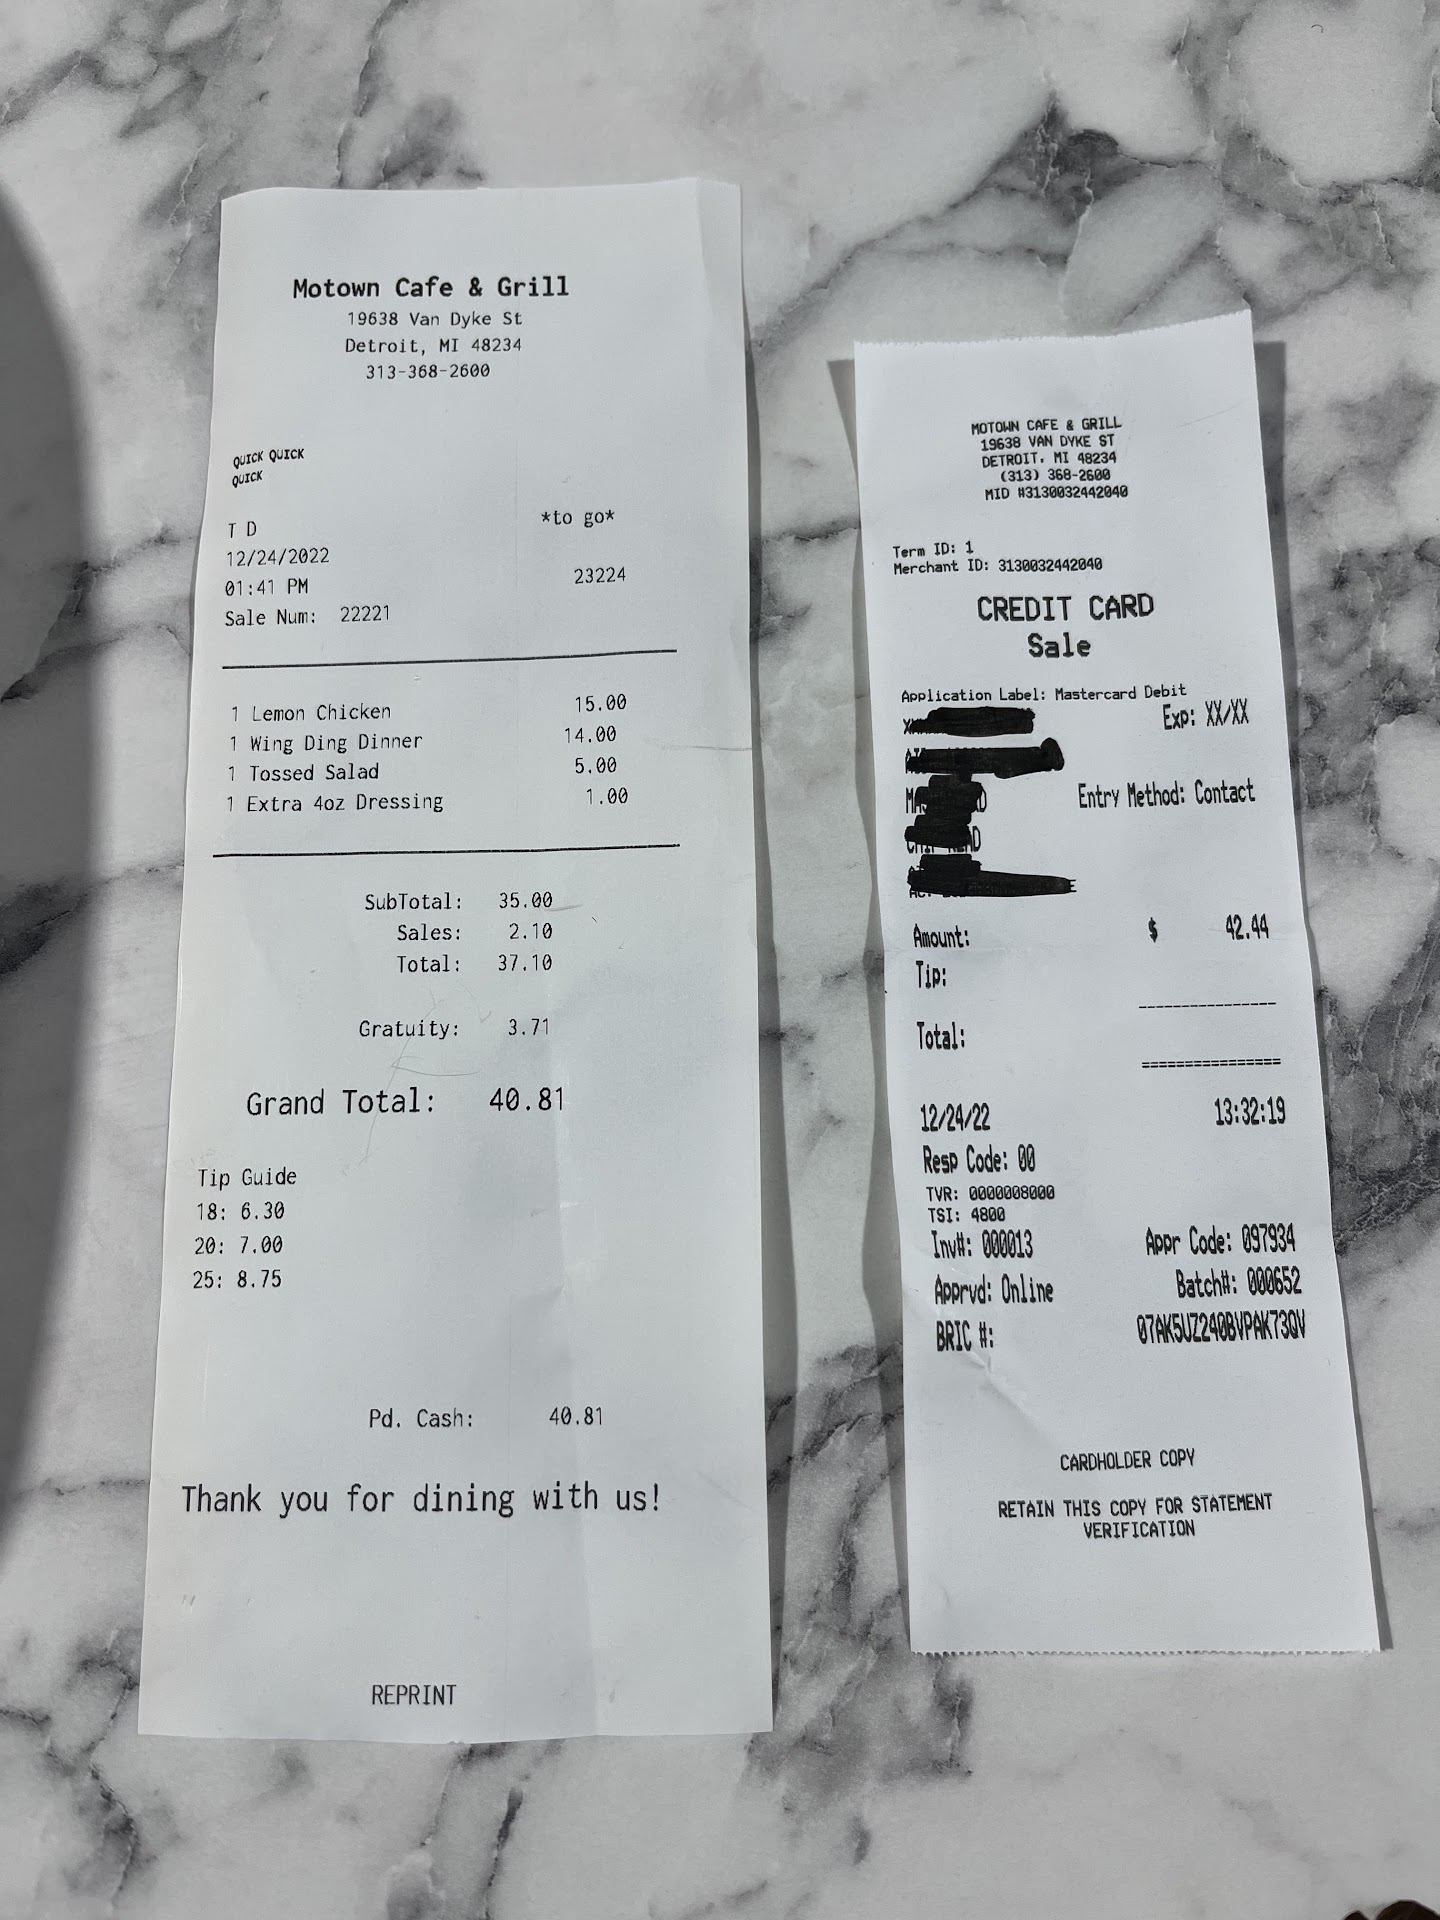 Motown Cafe & Grill
19638 Van Dyke St
Detroit, MI 48234
313-368-2600
QUICK QUICK
QUICK
T D *to go*
12/24/2022
01:41 PM 23224
Sale Num: 22221
1 Lemon Chicken 15.00
1 Wing Ding Dinner 14.00
1 Tossed Salad 5.00
1 Extra 4oz Dressing 1.00
SubTotal: 35.00
Sales: 2.10
Total: 37.10
Gratuity: 3.71
Grand Total: 40.81
Tip Guide
18: 6.30
20: 7.00
25: 8.75
Pd. Cash: 40.81
Thank you for dining with us!
REPRINT
MOTOWN CAFE & GRILL
19638 VAN DYKE ST
DETROIT, MI 48234
(313) 368-2600
MID #3130032442040
Term ID: 1
Merchant ID: 3130032442040
CREDIT CARD
Sale
Application Label: Mastercard Debit
Exp: XX/XX
Entry Method: Contact
Amount: $ 42.44
Tip:
Total:
12/24/22 13:32:19
Resp Code: 00
TVR: 0000008000
TSI: 4800
Inv#: 000013 Appr Code: 097934
Apprvd: Online Batch#: 000652
BRIC #: 07AK5UZ240BVPAK73QV
CARDHOLDER COPY
RETAIN THIS COPY FOR STATEMENT
VERIFICATION